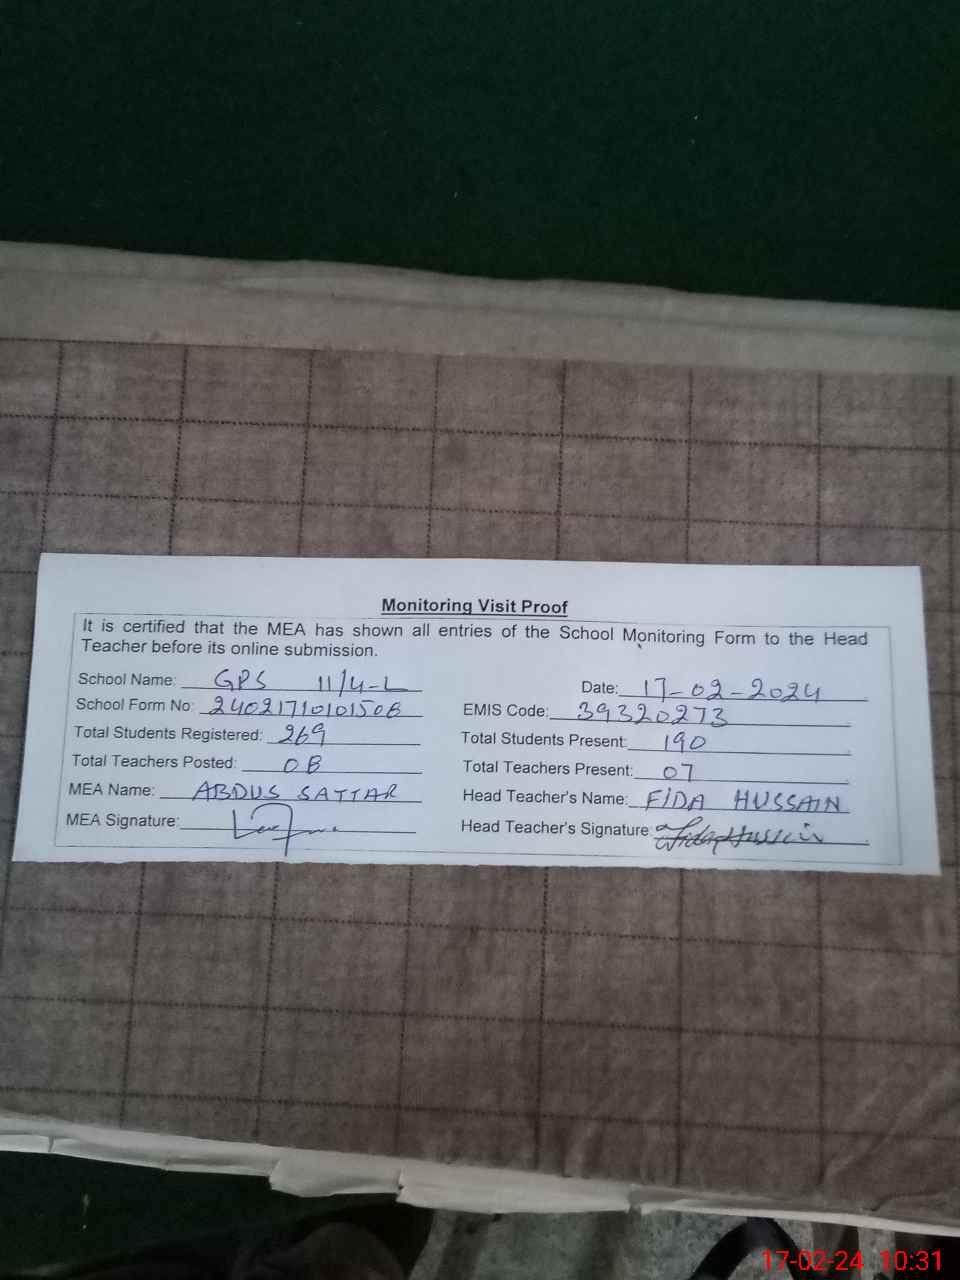 Monitoring Visit Proof
It is certified that the MEA has shown all entries of the School Monitoring Form to the Head
Teacher before its online submission.
School Name: GPS 11/4-L
Date: 17-02-2024
School Form No: 24021710101508
EMIS Code: 39320273
Total Students Registered: 269
Total Students Present: 190
Total Teachers Posted: 08
Total Teachers Present: 07
MEA Name: ABDUS SATTAR
Head Teacher's Name: FIDA HUSSAIN
MEA Signature:
Head Teacher's Signature: Fida Hussain
17-02-24 10:31